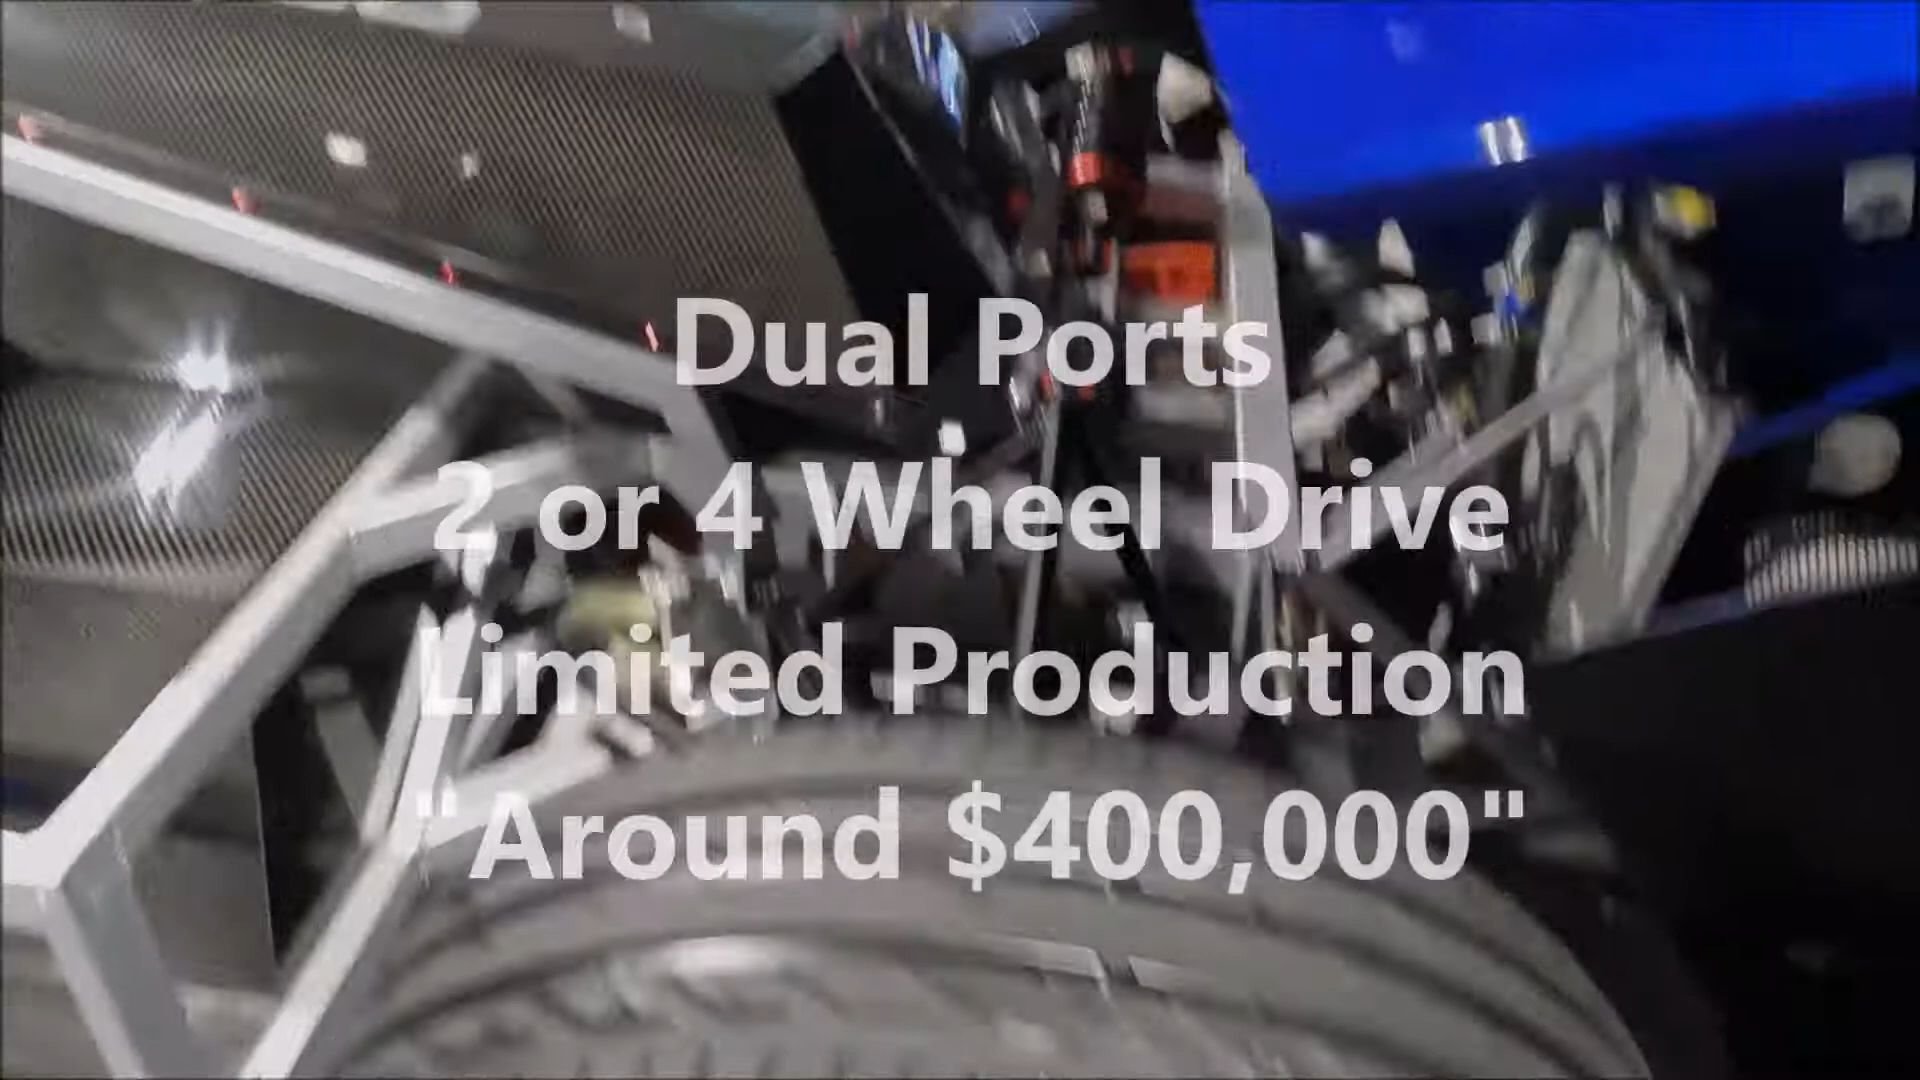 Dual Ports
2 or 4 Wheel Drive
Limited Production
"Around $400,000"